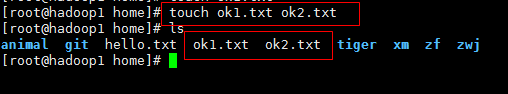 [root@hadoop1 home]# touch ok1.txt ok2.txt
[root@hadoop1 home]# ls
animal git hello.txt ok1.txt ok2.txt tiger xm zf zwj
[root@hadoop1 home]#